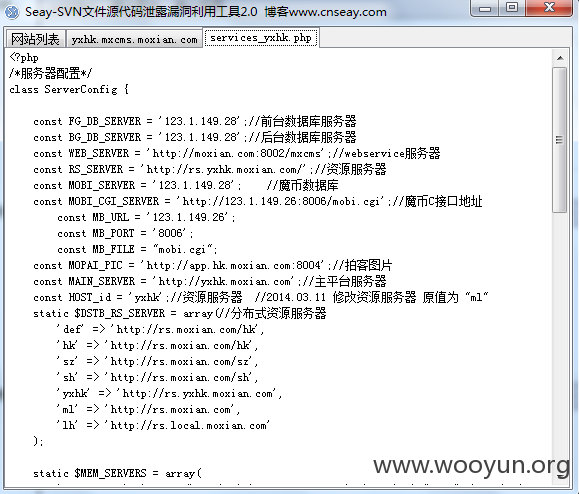 Seay-SVN文件源代码泄露漏洞利用工具2.0 博客www.cnseay.com
网站列表 yxhk.mxcms.moxian.com services_yxhk.php
<?php
/*服务器配置*/
class ServerConfig {
const FG_DB_SERVER = '123.1.149.28';//前台数据库服务器
const BG_DB_SERVER = '123.1.149.28';//后台数据库服务器
const WEB_SERVER = 'http://moxian.com:8002/mxcms';//webservice服务器
const RS_SERVER = 'http://rs.yxhk.moxian.com/';//资源服务器
const MOBI_SERVER = '123.1.149.28'; //魔币数据库
const MOBI_CGI_SERVER = 'http://123.1.149.26:8006/mobi.cgi';//魔币C接口地址
const MB_URL = '123.1.149.26';
const MB_PORT = '8006';
const MB_FILE = "mobi.cgi";
const MOPAI_PIC = 'http://app.hk.moxian.com:8004';//拍客图片
const MAIN_SERVER = 'http://yxhk.moxian.com';//主平台服务器
const HOST_id = 'yxhk';//资源服务器 //2014.03.11 修改资源服务器 原值为 "ml"
static $DSTB_RS_SERVER = array(//分布式资源服务器
'def' => 'http://rs.moxian.com/hk',
'hk' => 'http://rs.moxian.com/hk',
'sz' => 'http://rs.moxian.com/sz',
'sh' => 'http://rs.moxian.com/sh',
'yxhk' => 'http://rs.yxhk.moxian.com',
'ml' => 'http://rs.moxian.com',
'lh' => 'http://rs.local.moxian.com'
);
static $MEM_SERVERS = array(
www.wooyun.org